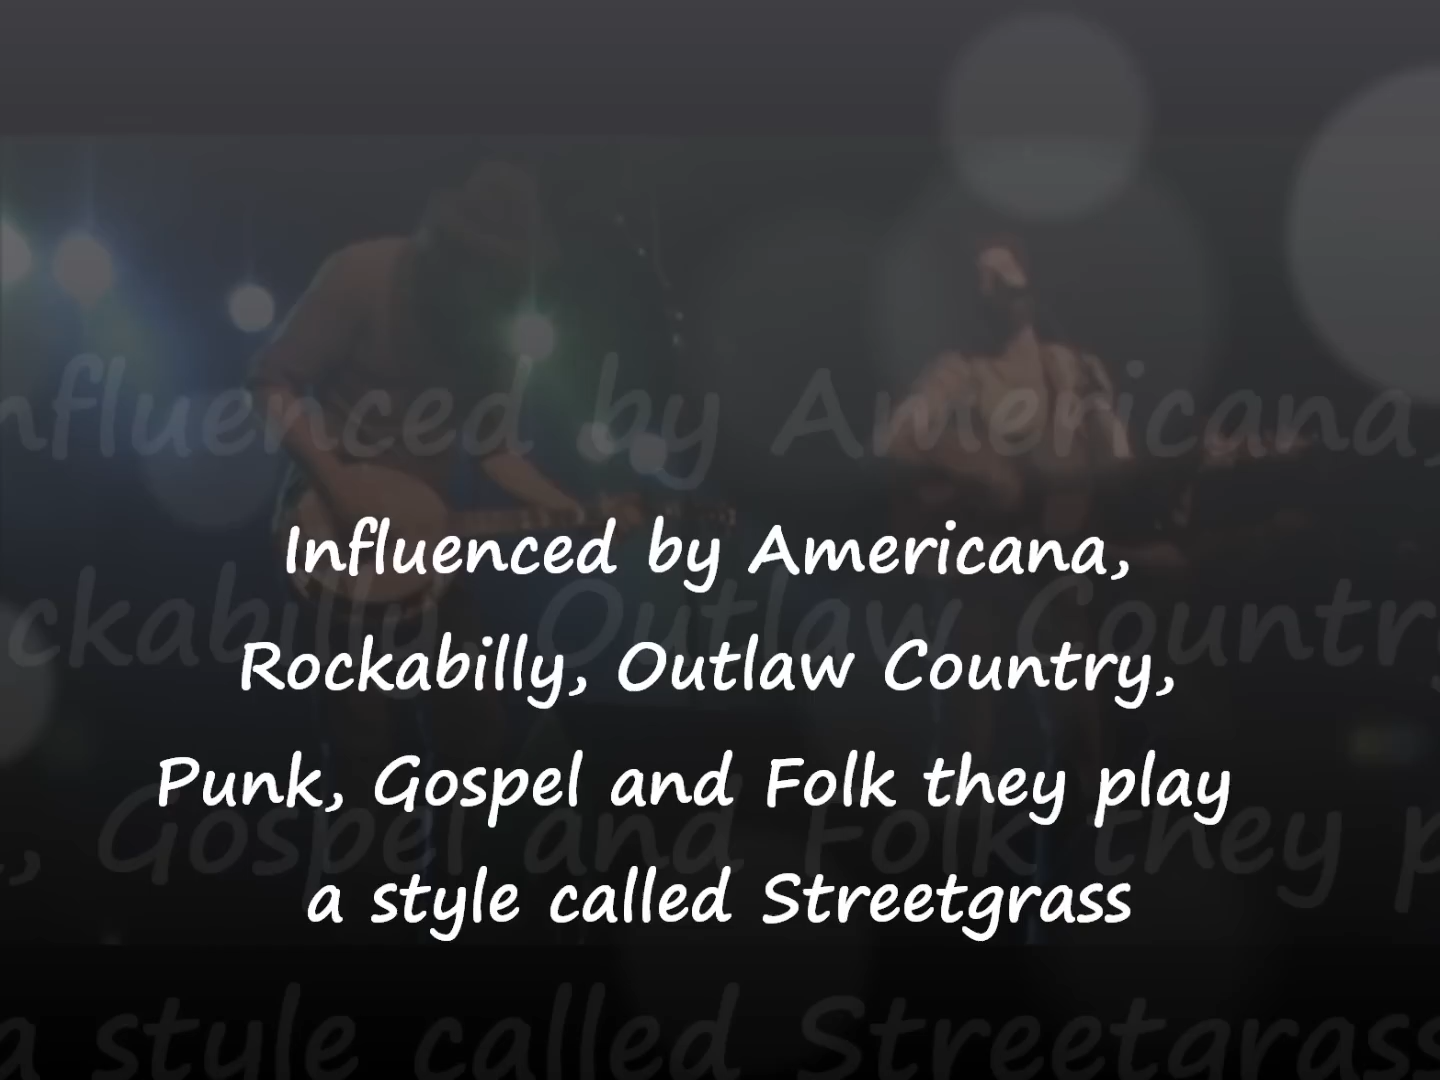 Influenced by Americana,
Rockabilly, Outlaw Country,
Punk, Gospel and Folk they play
a style called Streetgrass